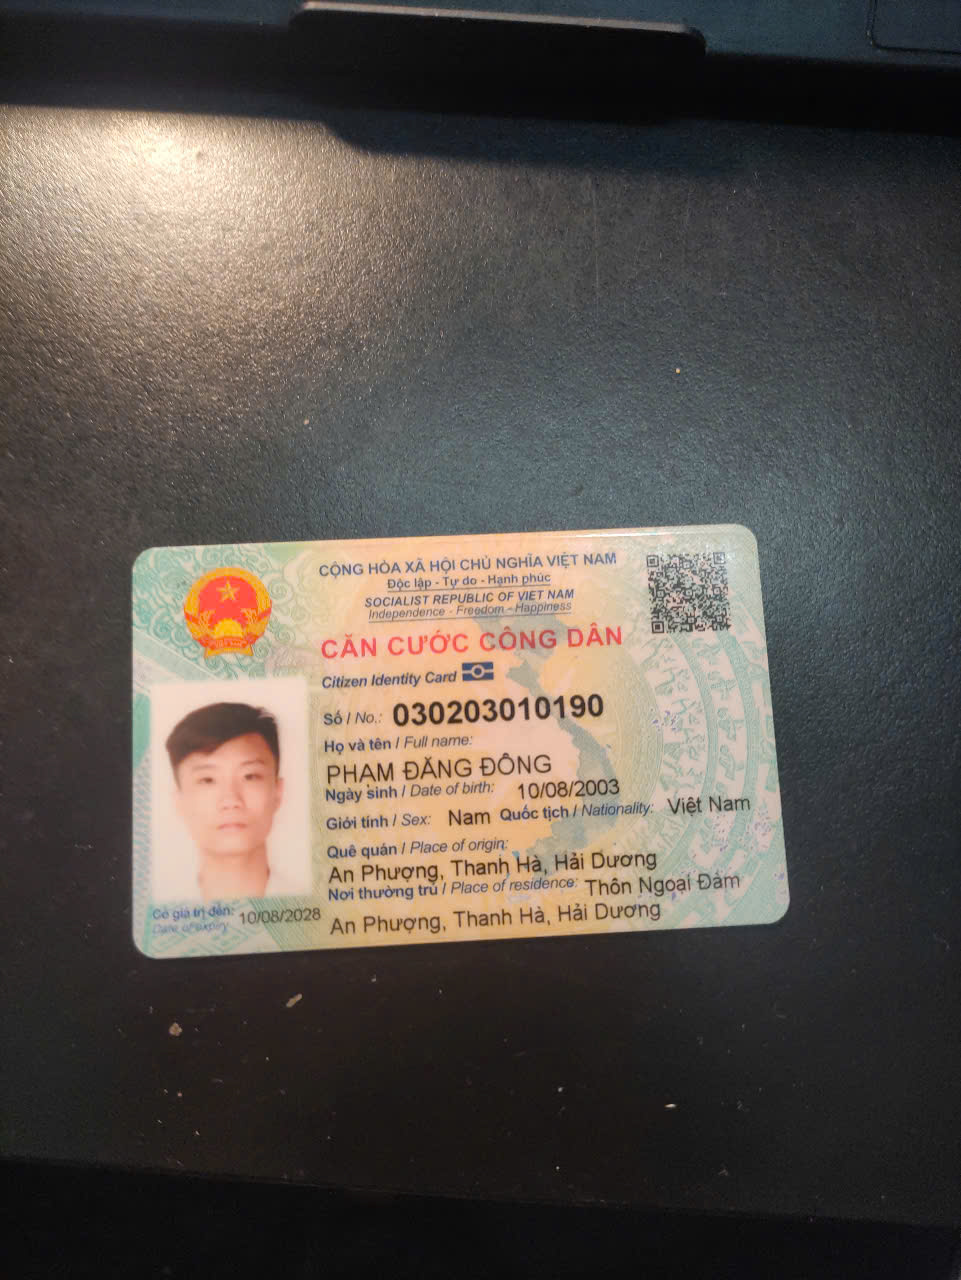 CỘNG HÒA XÃ HỘI CHỦ NGHĨA VIỆT NAM
Độc lập - Tự do - Hạnh phúc
SOCIALIST REPUBLIC OF VIET NAM
Independence - Freedom - Happiness
CĂN CƯỚC CÔNG DÂN
Citizen Identity Card
Số / No.: 030203010190
Họ và tên / Full name:
PHẠM ĐĂNG ĐÔNG
Ngày sinh / Date of birth: 10/08/2003
Giới tính / Sex: Nam Quốc tịch / Nationality: Việt Nam
Quê quán / Place of origin:
An Phượng, Thanh Hà, Hải Dương
Nơi thường trú / Place of residence: Thôn Ngoại Đàm
An Phượng, Thanh Hà, Hải Dương
Có giá trị đến: 10/08/2028
Date of expiry